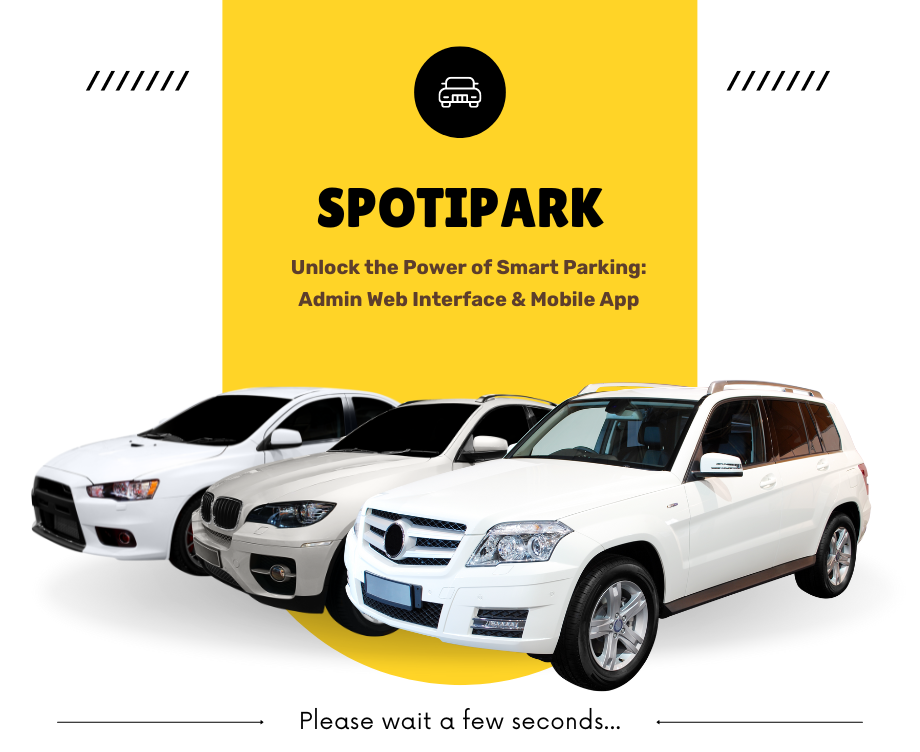 SPOTIPARK
Unlock the Power of Smart Parking:
Admin Web Interface & Mobile App
Please wait a few seconds...